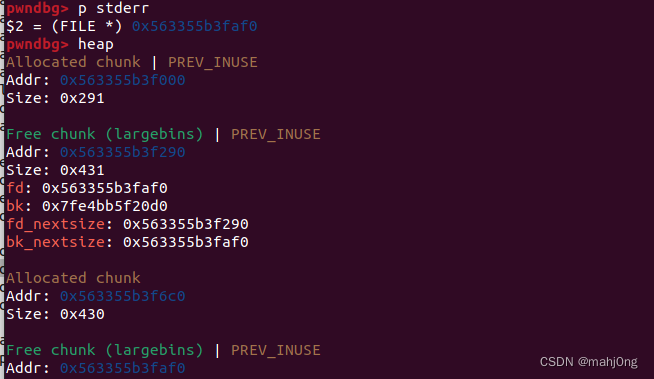 pwndbg> p stderr
$2 = (FILE *) 0x563355b3faf0
pwndbg> heap
Allocated chunk | PREV_INUSE
Addr: 0x563355b3f000
Size: 0x291
Free chunk (largebins) | PREV_INUSE
Addr: 0x563355b3f290
Size: 0x431
fd: 0x563355b3faf0
bk: 0x7fe4bb5f20d0
fd_nextsize: 0x563355b3f290
bk_nextsize: 0x563355b3faf0
Allocated chunk
Addr: 0x563355b3f6c0
Size: 0x430
Free chunk (largebins) | PREV_INUSE
Addr: 0x563355b3faf0
CSDN @mahj0ng